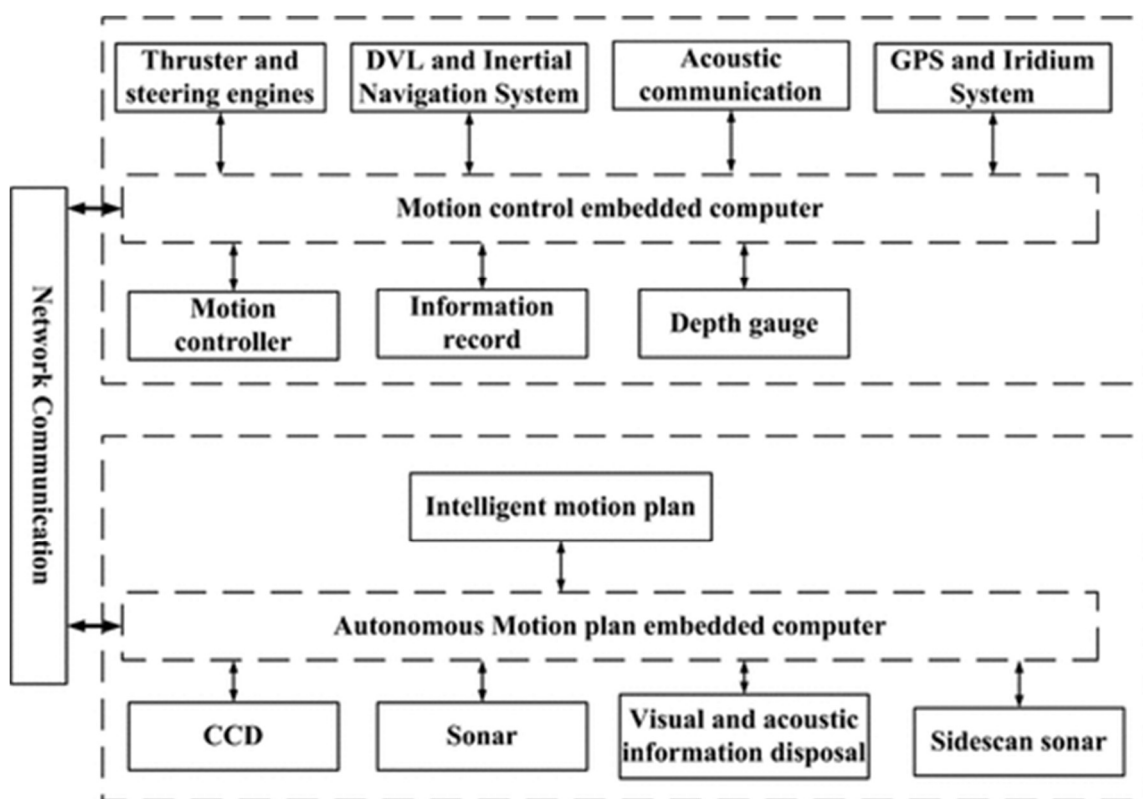 Thruster and
steering engines
DVL and Inertial
Navigation System
Acoustic
communication
GPS and Iridium
System
Motion control embedded computer
Motion
controller
Information
record
Depth gauge
Network Communication
Intelligent motion plan
Autonomous Motion plan embedded computer
CCD
Sonar
Visual and acoustic
information disposal
Sidescan sonar